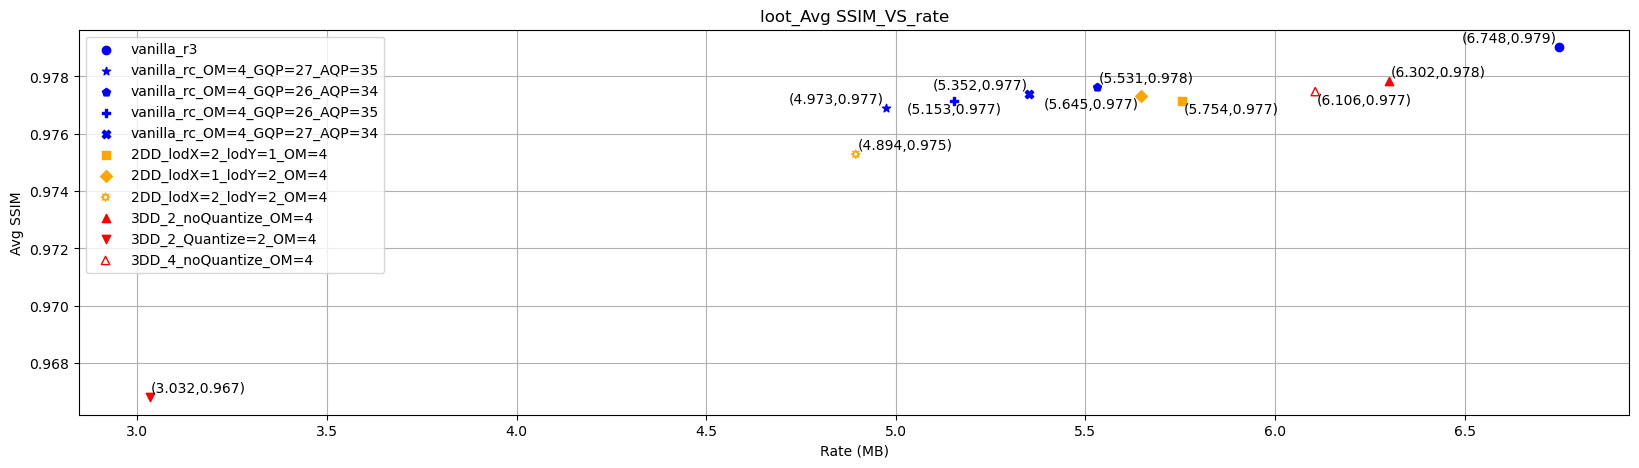 loot_Avg SSIM_VS_rate
vanilla_r3
vanilla_rc_OM=4_GQP=27_AQP=35
vanilla_rc_OM=4_GQP=26_AQP=34
vanilla_rc_OM=4_GQP=26_AQP=35
vanilla_rc_OM=4_GQP=27_AQP=34
2DD_lodX=2_lodY=1_OM=4
2DD_lodX=1_lodY=2_OM=4
2DD_lodX=2_lodY=2_OM=4
3DD_2_noQuantize_OM=4
3DD_2_Quantize=2_OM=4
3DD_4_noQuantize_OM=4
(6.748,0.979)
(6.302,0.978)
(5.531,0.978)
(5.352,0.977)
(4.973,0.977)
(6.106,0.977)
(5.645,0.977)
(5.153,0.977)
(5.754,0.977)
(4.894,0.975)
(3.032,0.967)
Avg SSIM
0.978
0.976
0.974
0.972
0.970
0.968
3.0
3.5
4.0
4.5
5.0
5.5
6.0
6.5
Rate (MB)